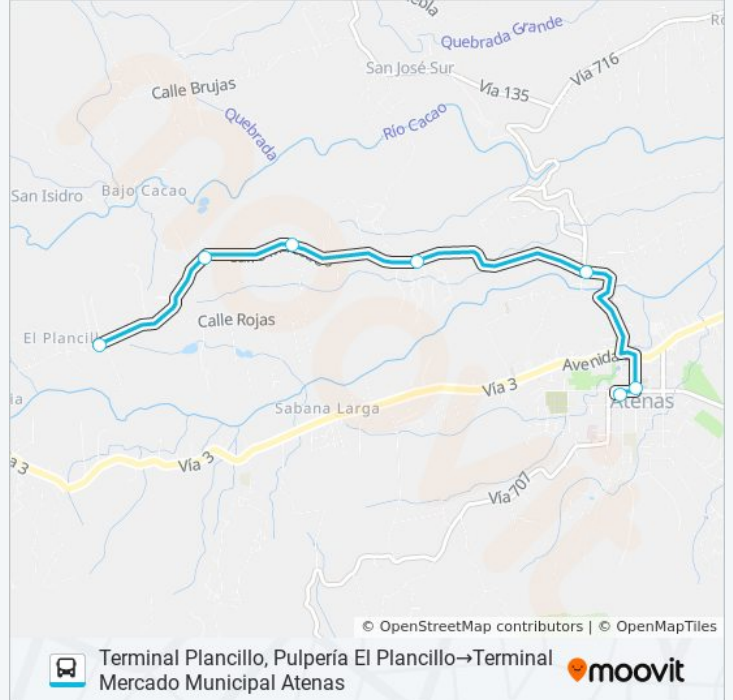 Quebrada Grande
San José Sur
Vía 135
Vía 716
Calle Brujas
Quebrada
Río Cacao
San Isidro
Bajo Cacao
El Plancill
Calle Rojas
Avenida
Vía 3
Sabana Larga
Atenas
Vía 3
Vía 707
© OpenStreetMap contributors | © OpenMapTiles
Terminal Plancillo, Pulpería El Plancillo→Terminal
Mercado Municipal Atenas
moovit